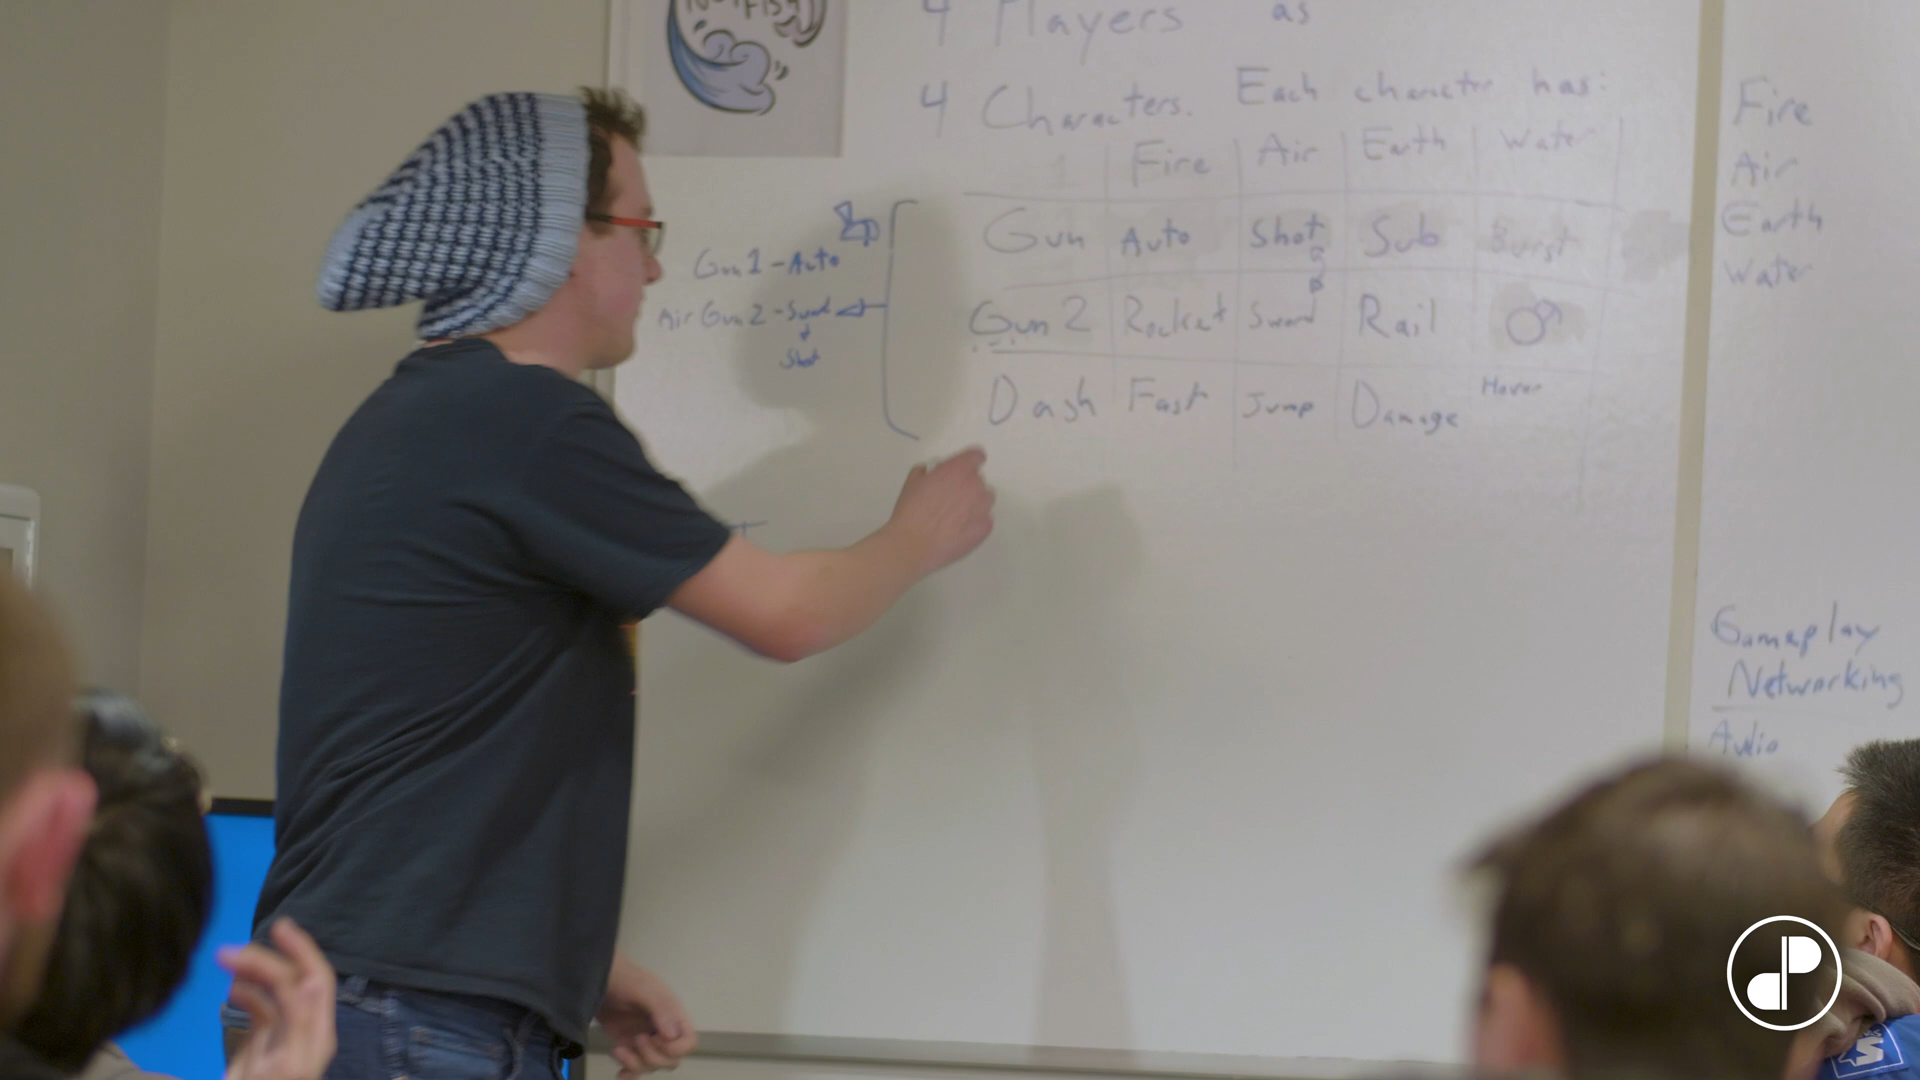 4 Players as
4 Characters. Each character has:
Fire Air Earth Water
Gun Auto Shot Sub Burst
Gun 2 Rocket Sword Rail
Dash Fast Jump Damage Hover
Gun 1 - Auto
Air Gun 2 - Sword
Shot
Fire
Air
Earth
Water
Gameplay
Networking
Audio